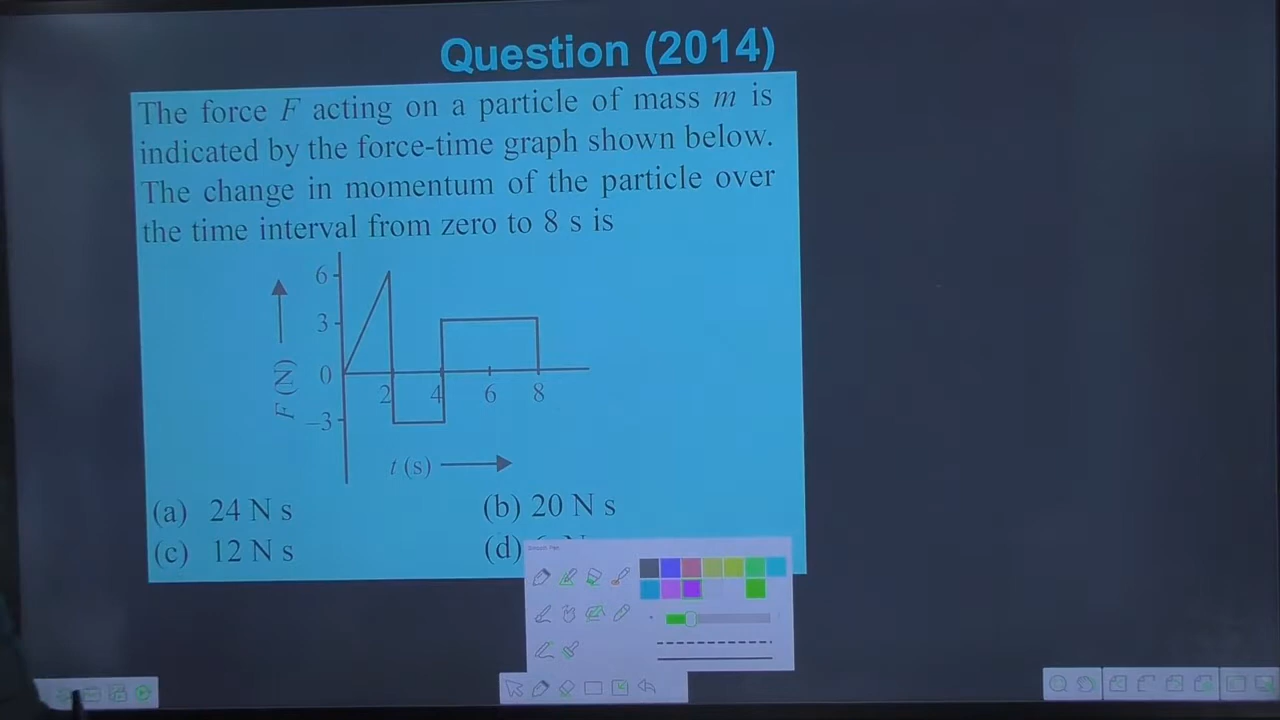 Question (2014)
The force F acting on a particle of mass m is
indicated by the force-time graph shown below.
The change in momentum of the particle over
the time interval from zero to 8 s is
6
3
0
–3
F (N)
2 4 6 8
t (s)
(a) 24 N s (b) 20 N s
(c) 12 N s (d)
Smooth Pen